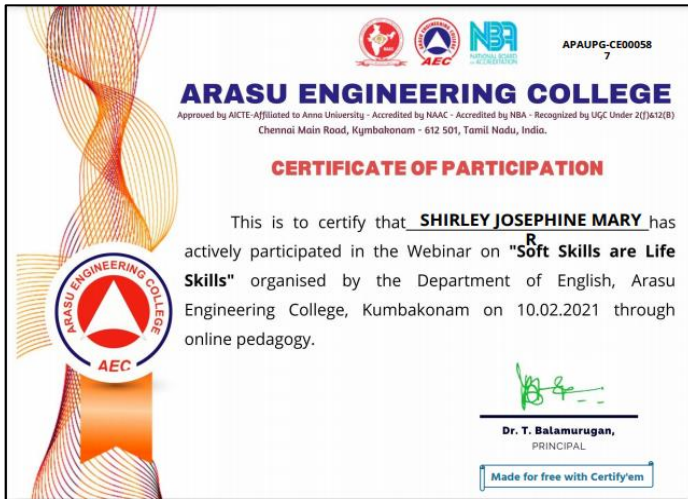 NAAC
AEC
NBA
NATIONAL BOARD
of ACCREDITATION
APAUPG-CE00058
7
ARASU ENGINEERING COLLEGE
Approved by AICTE-Affiliated to Anna University - Accredited by NAAC - Accredited by NBA - Recognized by UGC Under 2(f)&12(B)
Chennai Main Road, Kymbakonam - 612 501, Tamil Nadu, India.
CERTIFICATE OF PARTICIPATION
This is to certify that SHIRLEY JOSEPHINE MARY has
R
actively participated in the Webinar on "Soft Skills are Life
Skills" organised by the Department of English, Arasu
Engineering College, Kumbakonam on 10.02.2021 through
online pedagogy.
ARASU ENGINEERING COLLEGE
AEC
Dr. T. Balamurugan,
PRINCIPAL
Made for free with Certify'em